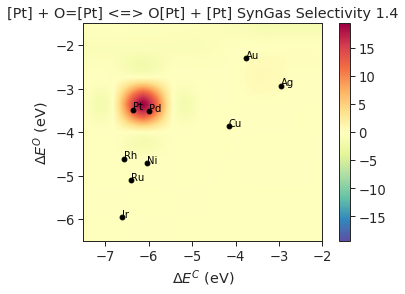 [Pt] + O=[Pt] <=> O[Pt] + [Pt] SynGas Selectivity 1.4
−2
−3
−4
−5
−6
ΔE^O (eV)
Au
Ag
Pt
Pd
Cu
Rh
Ni
Ru
Ir
−7
−6
−5
−4
−3
−2
ΔE^C (eV)
15
10
5
0
−5
−10
−15